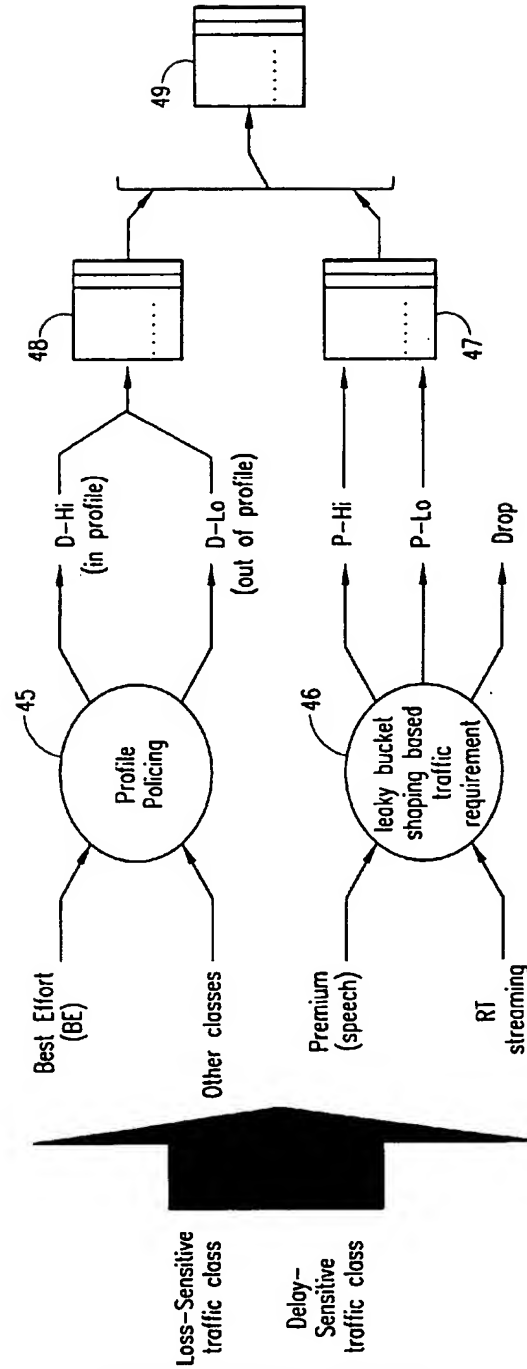 Loss-Sensitive
traffic class
Delay-
Sensitive
traffic class
Best Effort
(BE)
Other classes
45
Profile
Policing
D-Hi
(in profile)
D-Lo
(out of profile)
48
Premium
(speech)
RT
streaming
46
leaky bucket
shaping based
traffic
requirement
P-Hi
P-Lo
Drop
47
49